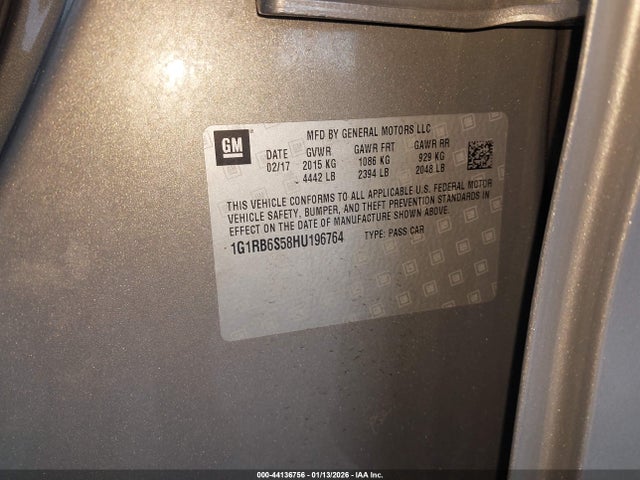 GM
MFD BY GENERAL MOTORS LLC
DATE GVWR GAWR FRT GAWR RR
02/17 2015 KG 1086 KG 929 KG
4442 LB 2394 LB 2048 LB
THIS VEHICLE CONFORMS TO ALL APPLICABLE U.S. FEDERAL MOTOR
VEHICLE SAFETY, BUMPER, AND THEFT PREVENTION STANDARDS IN
EFFECT ON THE DATE OF MANUFACTURE SHOWN ABOVE.
1G1RB6S58HU196764 TYPE: PASS CAR
000-44136756 - 01/13/2026 - IAA Inc.